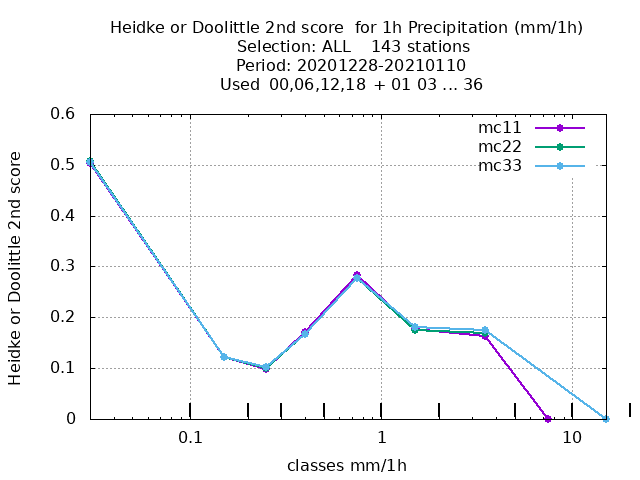 Heidke or Doolittle 2nd score  for 1h Precipitation (mm/1h)
Selection: ALL    143 stations
Period: 20201228-20210110
Used  00,06,12,18  + 01 03 ... 36
mc11
mc22
mc33
0.6
0.5
0.4
0.3
0.2
0.1
0
Heidke or Doolittle 2nd score
0.1
1
10
classes mm/1h